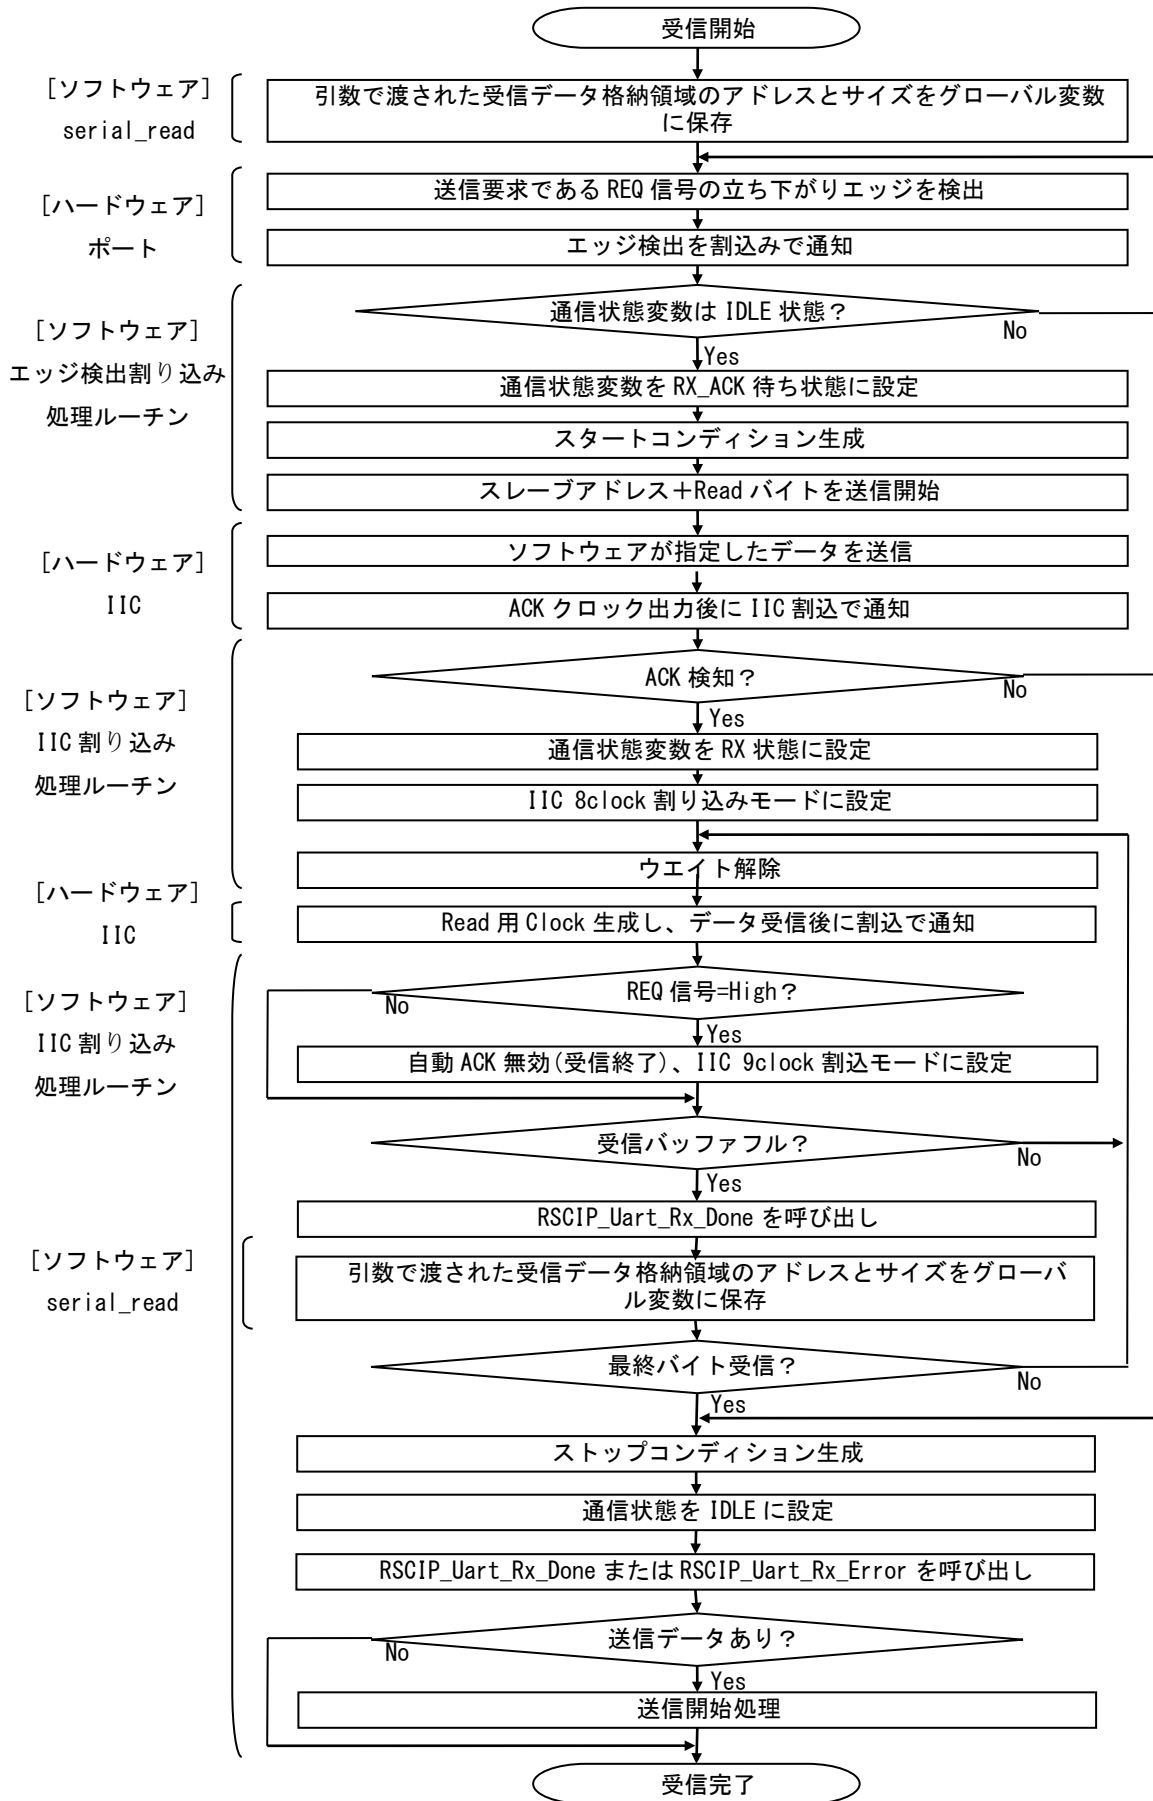 受信開始
[ソフトウェア]
serial_read
引数で渡された受信データ格納領域のアドレスとサイズをグローバル変数
に保存
[ハードウェア]
ポート
送信要求である REQ 信号の立ち下がりエッジを検出
エッジ検出を割込みで通知
[ソフトウェア]
エッジ検出割り込み
処理ルーチン
通信状態変数は IDLE 状態？
No
Yes
通信状態変数を RX_ACK 待ち状態に設定
スタートコンディション生成
スレーブアドレス＋Read バイトを送信開始
[ハードウェア]
IIC
ソフトウェアが指定したデータを送信
ACK クロック出力後に IIC 割込で通知
[ソフトウェア]
IIC 割り込み
処理ルーチン
ACK 検知？
No
Yes
通信状態変数を RX 状態に設定
IIC 8clock 割り込みモードに設定
ウエイト解除
[ハードウェア]
IIC
Read 用 Clock 生成し、データ受信後に割込で通知
[ソフトウェア]
IIC 割り込み
処理ルーチン
REQ 信号=High？
No
Yes
自動 ACK 無効(受信終了)、IIC 9clock 割込モードに設定
受信バッファフル？
No
Yes
RSCIP_Uart_Rx_Done を呼び出し
[ソフトウェア]
serial_read
引数で渡された受信データ格納領域のアドレスとサイズをグローバ
ル変数に保存
最終バイト受信？
No
Yes
ストップコンディション生成
通信状態を IDLE に設定
RSCIP_Uart_Rx_Done または RSCIP_Uart_Rx_Error を呼び出し
送信データあり？
No
Yes
送信開始処理
受信完了